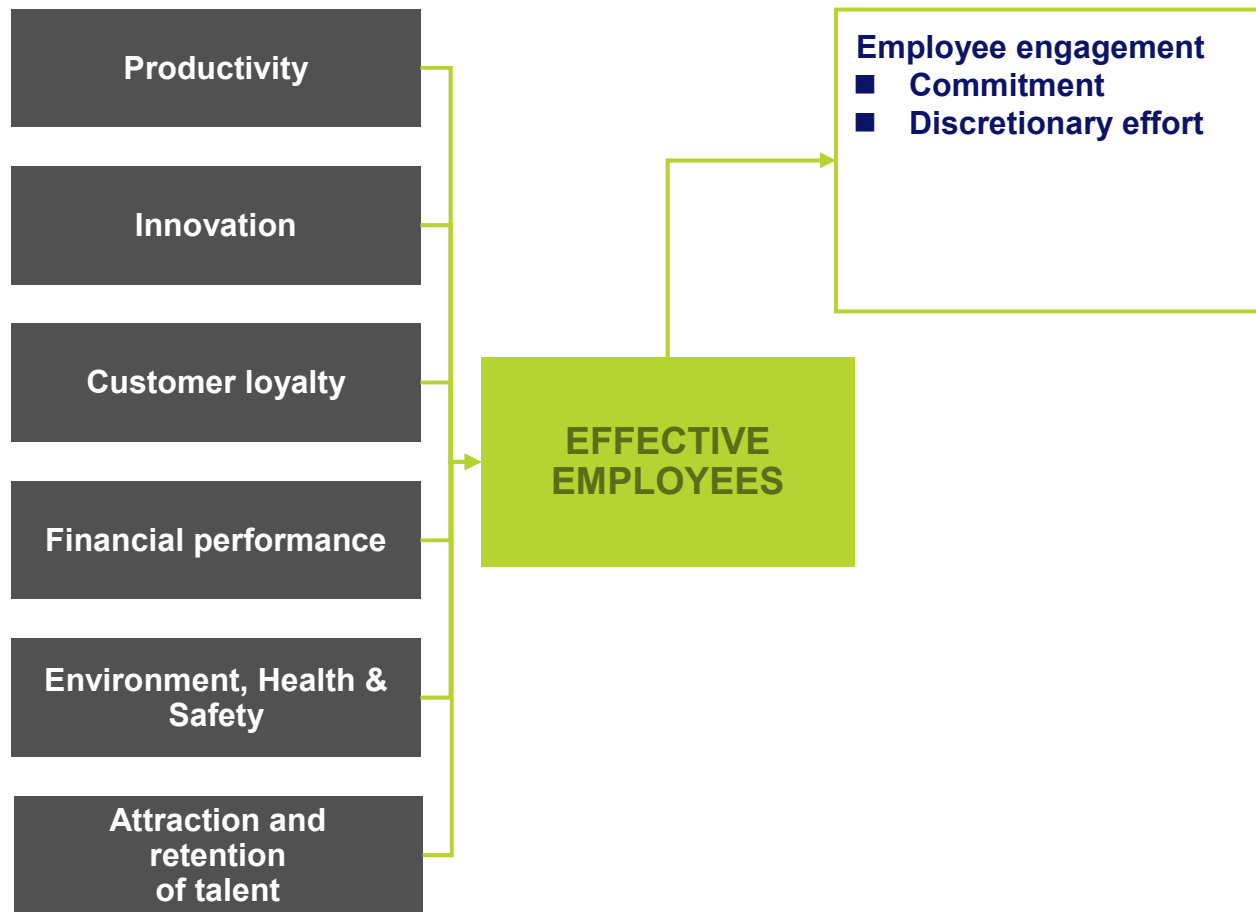 Productivity
Innovation
Customer loyalty
Financial performance
Environment, Health &
Safety
Attraction and
retention
of talent
EFFECTIVE
EMPLOYEES
Employee engagement
■ Commitment
■ Discretionary effort